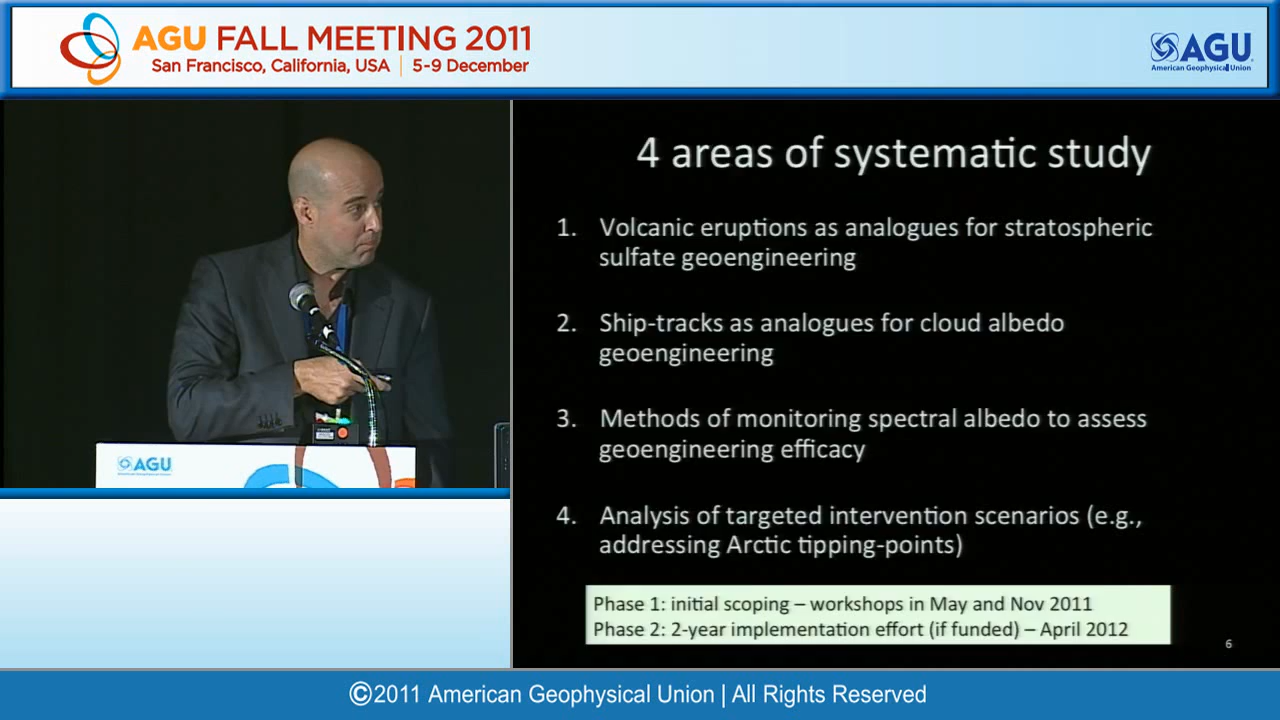 AGU FALL MEETING 2011
San Francisco, California, USA | 5-9 December
AGU
American Geophysical Union
4 areas of systematic study
1. Volcanic eruptions as analogues for stratospheric
sulfate geoengineering
2. Ship-tracks as analogues for cloud albedo
geoengineering
3. Methods of monitoring spectral albedo to assess
geoengineering efficacy
4. Analysis of targeted intervention scenarios (e.g.,
addressing Arctic tipping-points)
Phase 1: initial scoping – workshops in May and Nov 2011
Phase 2: 2-year implementation effort (if funded) – April 2012
6
AGU
©2011 American Geophysical Union | All Rights Reserved